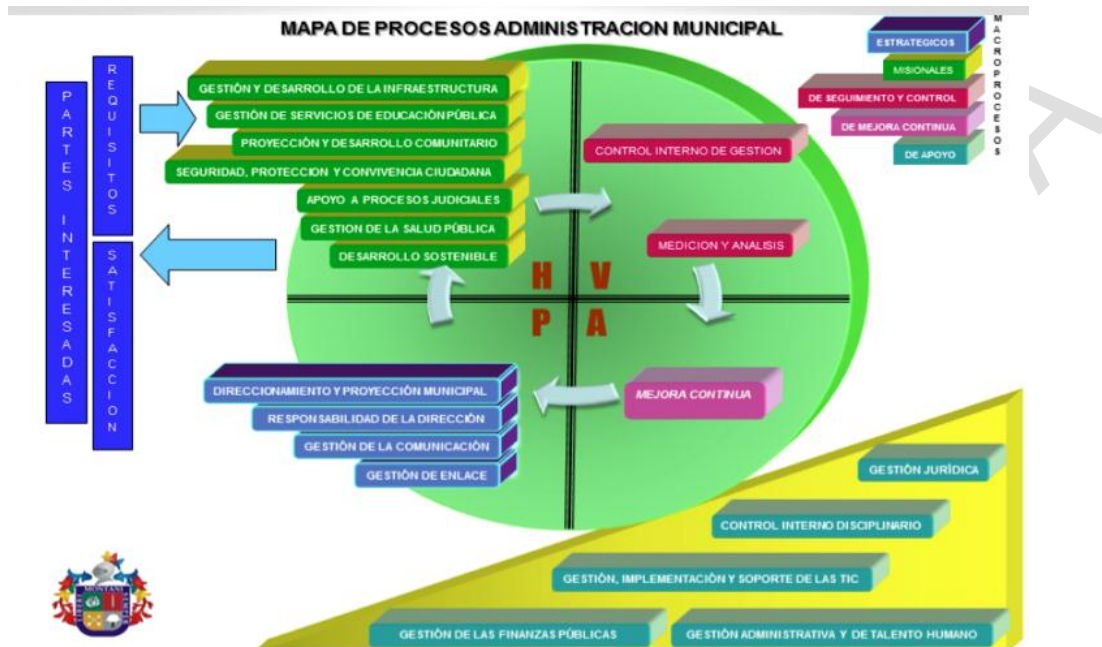 MAPA DE PROCESOS ADMINISTRACION MUNICIPAL
PARTES INTERESADAS
REQUISITOS
SATISFACCION
GESTIÓN Y DESARROLLO DE LA INFRAESTRUCTURA
GESTIÓN DE SERVICIOS DE EDUCACIÓN PÚBLICA
PROYECCIÓN Y DESARROLLO COMUNITARIO
SEGURIDAD, PROTECCION Y CONVIVENCIA CIUDADANA
APOYO A PROCESOS JUDICIALES
GESTION DE LA SALUD PÚBLICA
DESARROLLO SOSTENIBLE
CONTROL INTERNO DE GESTION
MEDICION Y ANALISIS
H V
P A
DIRECCIONAMIENTO Y PROYECCIÓN MUNICIPAL
RESPONSABILIDAD DE LA DIRECCIÓN
GESTIÓN DE LA COMUNICACIÓN
GESTIÓN DE ENLACE
MEJORA CONTINUA
ESTRATEGICOS
MISIONALES
DE SEGUIMIENTO Y CONTROL
DE MEJORA CONTINUA
DE APOYO
MACROPROCESOS
GESTIÓN JURÍDICA
CONTROL INTERNO DISCIPLINARIO
GESTIÓN, IMPLEMENTACIÓN Y SOPORTE DE LAS TIC
GESTIÓN DE LAS FINANZAS PÚBLICAS
GESTIÓN ADMINISTRATIVA Y DE TALENTO HUMANO
MONTANI
SEMPER
LIBERI